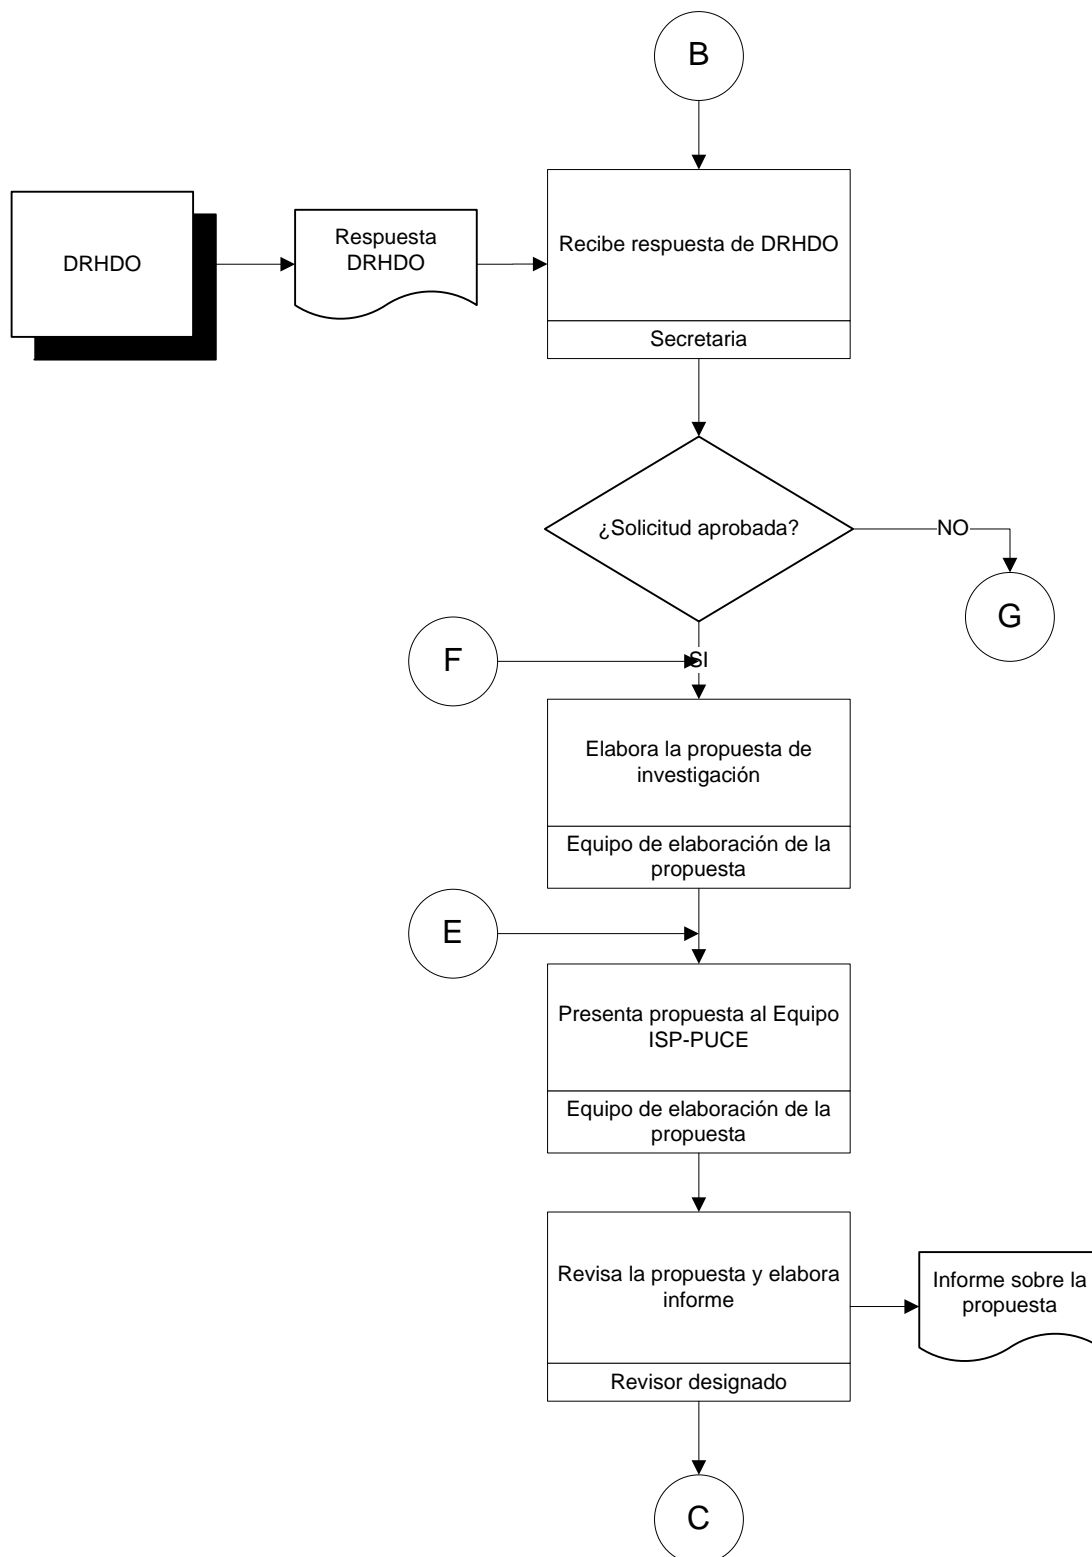 B
DRHDO
Respuesta
DRHDO
Recibe respuesta de DRHDO
Secretaria
¿Solicitud aprobada?
NO
G
F
SI
Elabora la propuesta de
investigación
Equipo de elaboración de la
propuesta
E
Presenta propuesta al Equipo
ISP-PUCE
Equipo de elaboración de la
propuesta
Revisa la propuesta y elabora
informe
Informe sobre la
propuesta
Revisor designado
C